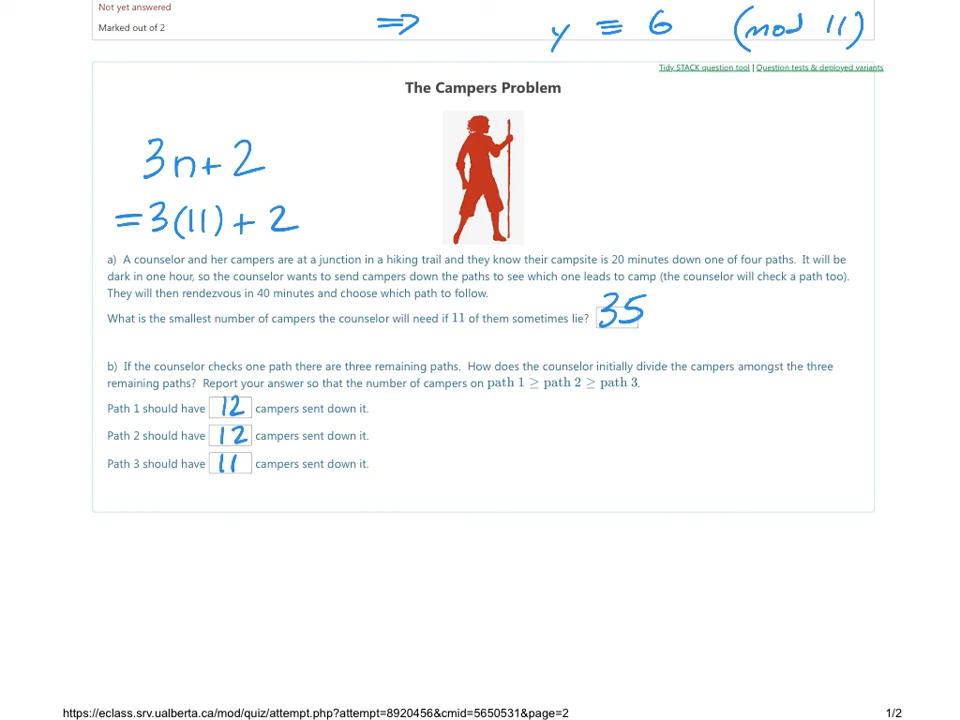 Not yet answered
Marked out of 2
⇒ y ≡ 6 (mod 11)
Tidy STACK question tool | Question tests & deployed variants
The Campers Problem
3n+2
=3(11)+2
a) A counselor and her campers are at a junction in a hiking trail and they know their campsite is 20 minutes down one of four paths. It will be
dark in one hour, so the counselor wants to send campers down the paths to see which one leads to camp (the counselor will check a path too).
They will then rendezvous in 40 minutes and choose which path to follow.
What is the smallest number of campers the counselor will need if 11 of them sometimes lie? 35
b) If the counselor checks one path there are three remaining paths. How does the counselor initially divide the campers amongst the three
remaining paths? Report your answer so that the number of campers on path 1 ≥ path 2 ≥ path 3.
Path 1 should have 12 campers sent down it.
Path 2 should have 12 campers sent down it.
Path 3 should have 11 campers sent down it.
https://eclass.srv.ualberta.ca/mod/quiz/attempt.php?attempt=8920456&cmid=5650531&page=2 1/2